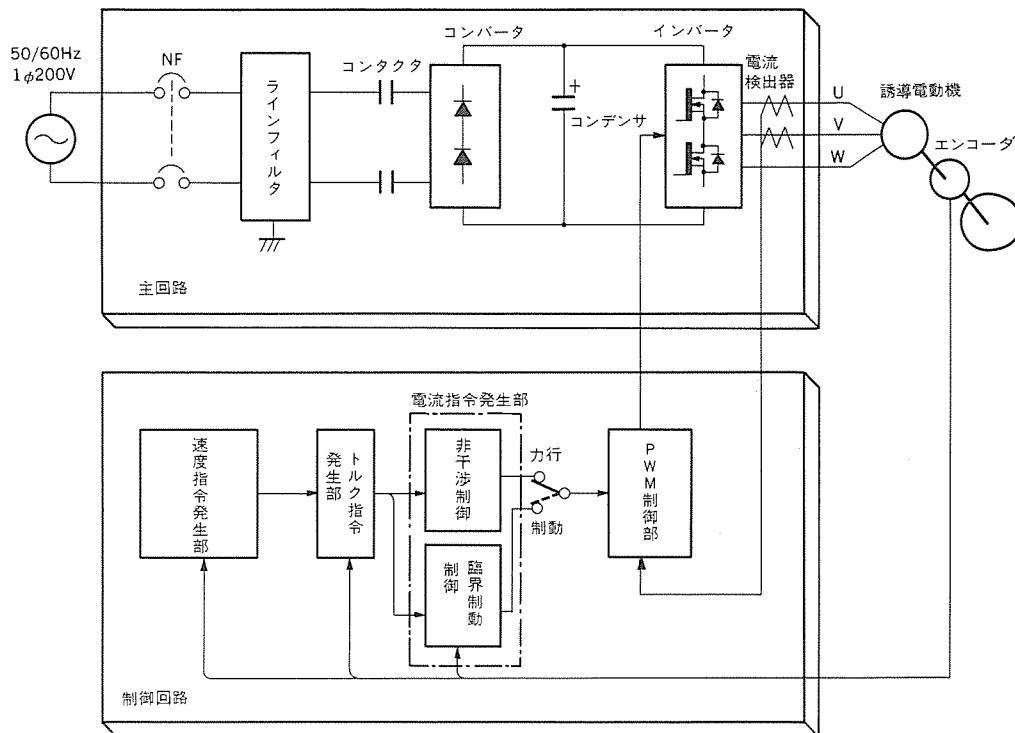 50/60Hz
1φ200V
NF
ラインフィルタ
コンタクタ
コンバータ
+
コンデンサ
インバータ
電流
検出器
U
V
W
誘導電動機
エンコーダ
主回路
電流指令発生部
速度指令発生部
トルク指令
発生部
非干渉制御
臨界制動
制御
力行
制動
PWM制御部
制御回路